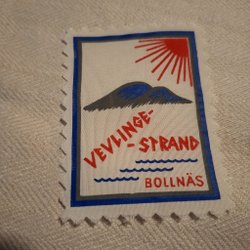 VEVLINGE-
- STRAND
BOLLNÄS